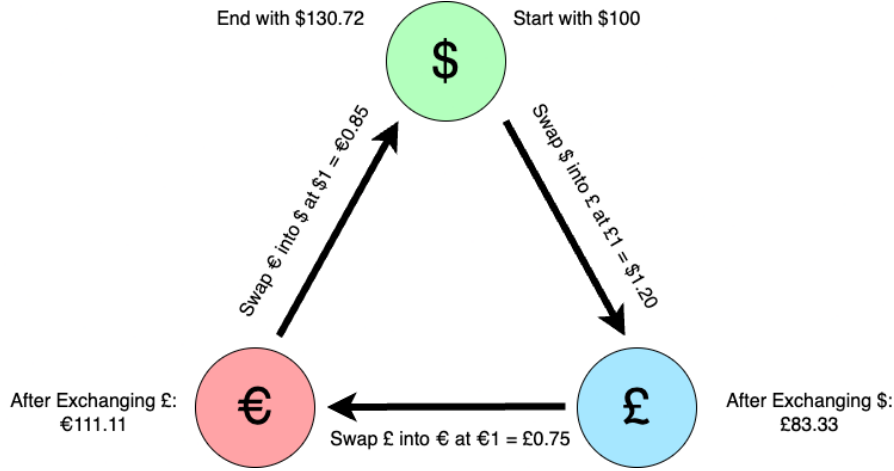 End with $130.72
Start with $100
$
Swap € into $ at $1 = €0.85
Swap $ into £ at £1 = $1.20
€
£
After Exchanging £:
€111.11
After Exchanging $:
£83.33
Swap £ into € at €1 = £0.75